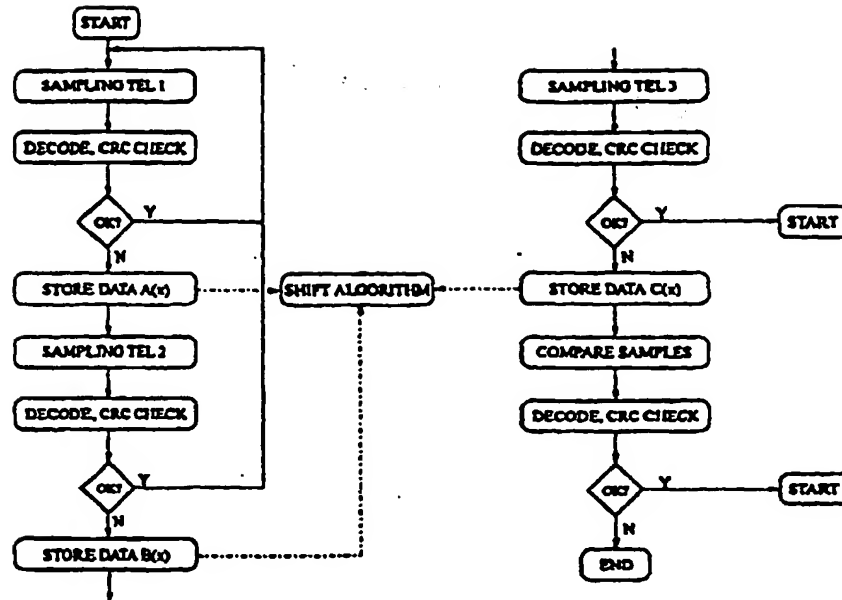 START
SAMPLING TEL 1
DECODE, CRC CHECK
OK?
Y
N
STORE DATA A(x)
SHIFT ALGORITHM
SAMPLING TEL 2
DECODE, CRC CHECK
OK?
Y
N
STORE DATA B(x)
SAMPLING TEL 3
DECODE, CRC CHECK
OK?
Y
START
N
STORE DATA C(x)
COMPARE SAMPLES
DECODE, CRC CHECK
OK?
Y
START
N
END